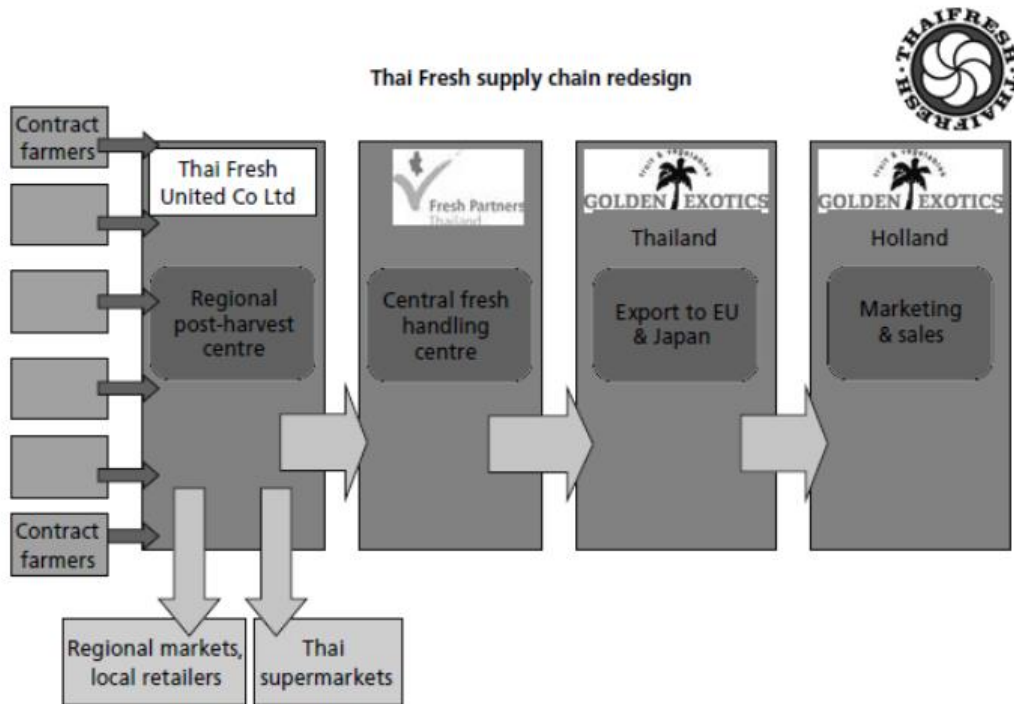 Thai Fresh supply chain redesign
THAIFRESH · THAIFRESH ·
Contract
farmers
Thai Fresh
United Co Ltd
Regional
post-harvest
centre
Fresh Partners
Thailand
Central fresh
handling
centre
fruit & vegetables
GOLDEN EXOTICS
Thailand
Export to EU
& Japan
fruit & vegetables
GOLDEN EXOTICS
Holland
Marketing
& sales
Contract
farmers
Regional markets,
local retailers
Thai
supermarkets